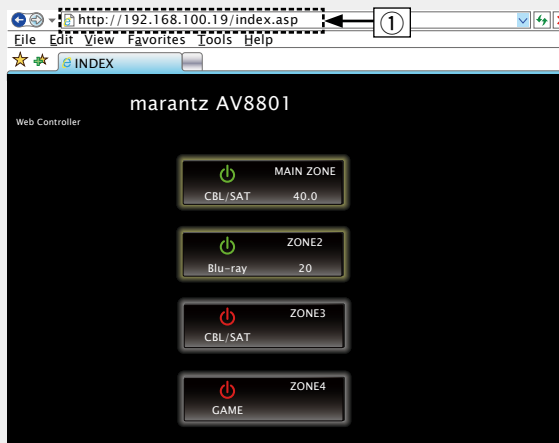 http://192.168.100.19/index.asp
①
File Edit View Favorites Tools Help
INDEX
marantz AV8801
Web Controller
MAIN ZONE
CBL/SAT 40.0
ZONE2
Blu-ray 20
ZONE3
CBL/SAT
ZONE4
GAME